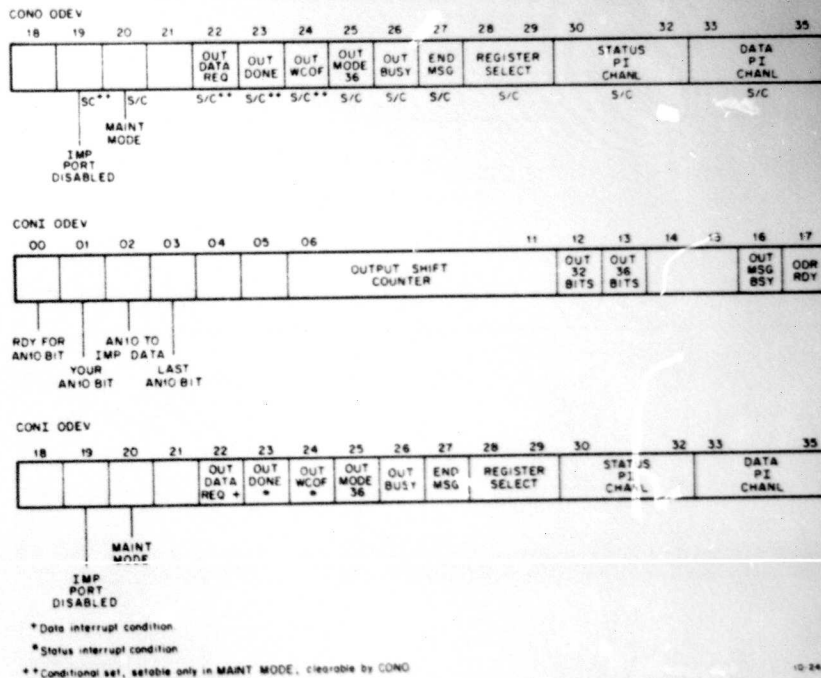 CONO ODEV
18 19 20 21 22 23 24 25 26 27 28 29 30 32 33 35
OUT DATA REQ
OUT DONE
OUT WCOF
OUT MODE 36
OUT BUSY
END MSG
REGISTER SELECT
STATUS PI CHANL
DATA PI CHANL
SC** S/C S/C** S/C** S/C** S/C S/C S/C S/C S/C S/C
MAINT MODE
IMP PORT DISABLED
CONI ODEV
00 01 02 03 04 05 06 11 12 13 14 15 16 17
OUTPUT SHIFT COUNTER
OUT 32 BITS
OUT 36 BITS
OUT MSG BSY
ODR RDY
RDY FOR AN10 BIT
YOUR AN10 BIT
AN10 TO IMP DATA
LAST AN10 BIT
CONI ODEV
18 19 20 21 22 23 24 25 26 27 28 29 30 32 33 35
OUT DATA REQ +
OUT DONE *
OUT WCOF *
OUT MODE 36
OUT BUSY
END MSG
REGISTER SELECT
STATUS PI CHANL
DATA PI CHANL
MAINT MODE
IMP PORT DISABLED
+Data interrupt condition.
*Status interrupt condition
**Conditional set, setable only in MAINT MODE, clearable by CONO